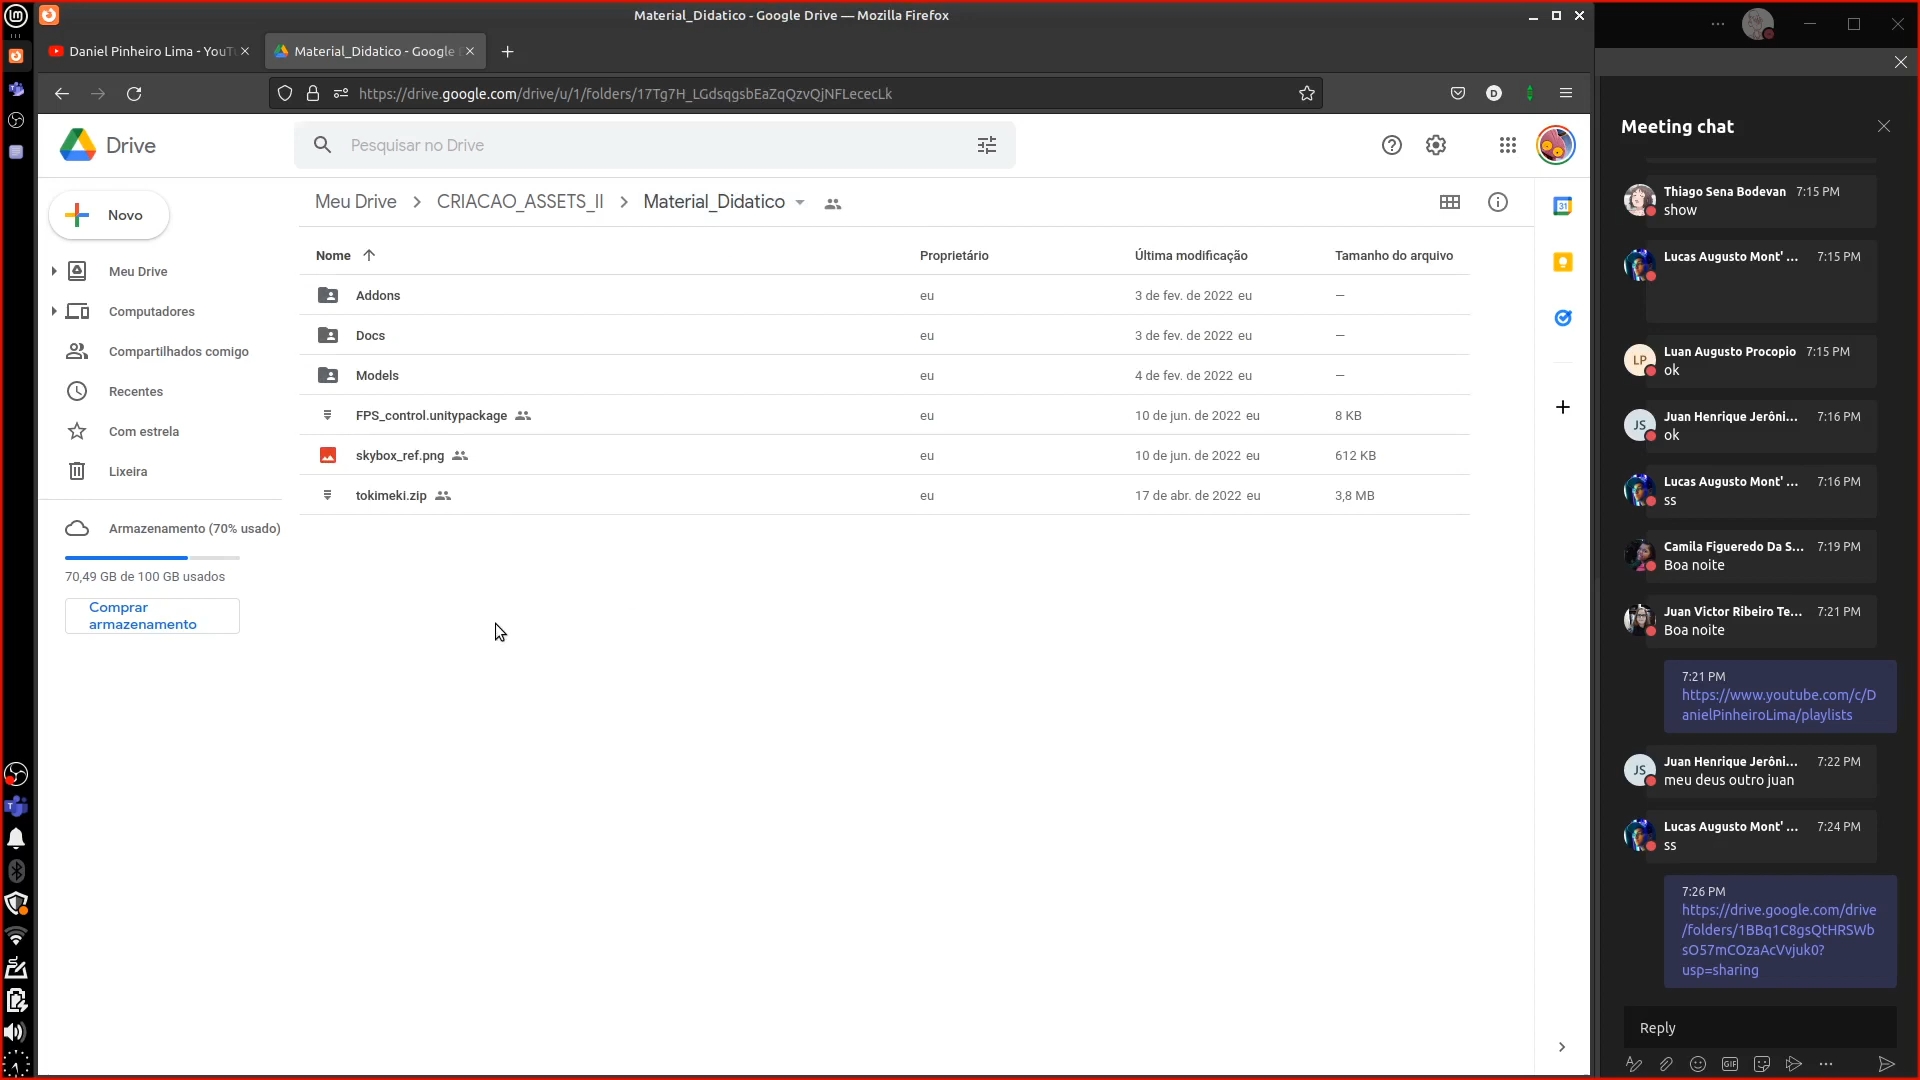 Material_Didatico - Google Drive — Mozilla Firefox
Daniel Pinheiro Lima - YouT
Material_Didatico - Google
https://drive.google.com/drive/u/1/folders/17Tg7H_LGdsqgsbEaZqQzvQjNFLececLk
D
Drive
Pesquisar no Drive
Novo
Meu Drive
Computadores
Compartilhados comigo
Recentes
Com estrela
Lixeira
Armazenamento (70% usado)
70,49 GB de 100 GB usados
Comprar
armazenamento
Meu Drive > CRIACAO_ASSETS_II > Material_Didatico
Nome Proprietário Última modificação Tamanho do arquivo
Addons eu 3 de fev. de 2022 eu —
Docs eu 3 de fev. de 2022 eu —
Models eu 4 de fev. de 2022 eu —
FPS_control.unitypackage eu 10 de jun. de 2022 eu 8 KB
skybox_ref.png eu 10 de jun. de 2022 eu 612 KB
tokimeki.zip eu 17 de abr. de 2022 eu 3,8 MB
31
Meeting chat
Thiago Sena Bodevan 7:15 PM
show
Lucas Augusto Mont' ... 7:15 PM
LP
Luan Augusto Procopio 7:15 PM
ok
JS
Juan Henrique Jerôni... 7:16 PM
ok
Lucas Augusto Mont' ... 7:16 PM
ss
Camila Figueredo Da S... 7:19 PM
Boa noite
Juan Victor Ribeiro Te... 7:21 PM
Boa noite
7:21 PM
https://www.youtube.com/c/D
anielPinheiroLima/playlists
JS
Juan Henrique Jerôni... 7:22 PM
meu deus outro juan
Lucas Augusto Mont' ... 7:24 PM
ss
7:26 PM
https://drive.google.com/drive
/folders/1BBq1C8gsQtHRSWb
sO57mCOzaAcVvjuk0?
usp=sharing
Reply
GIF